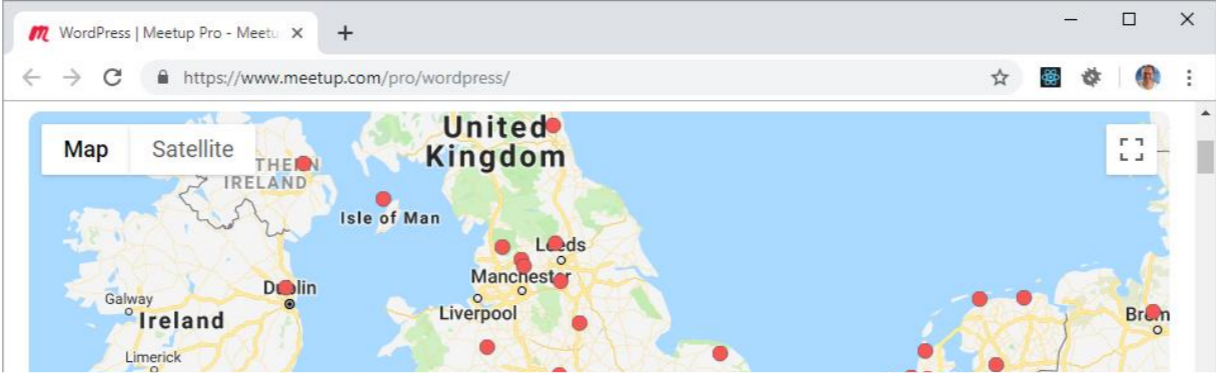 WordPress | Meetup Pro - Meetu
https://www.meetup.com/pro/wordpress/
Map Satellite
United
Kingdom
IRELAND
Isle of Man
Leeds
Manchester
Dublin
Galway
Ireland
Liverpool
Brem
Limerick